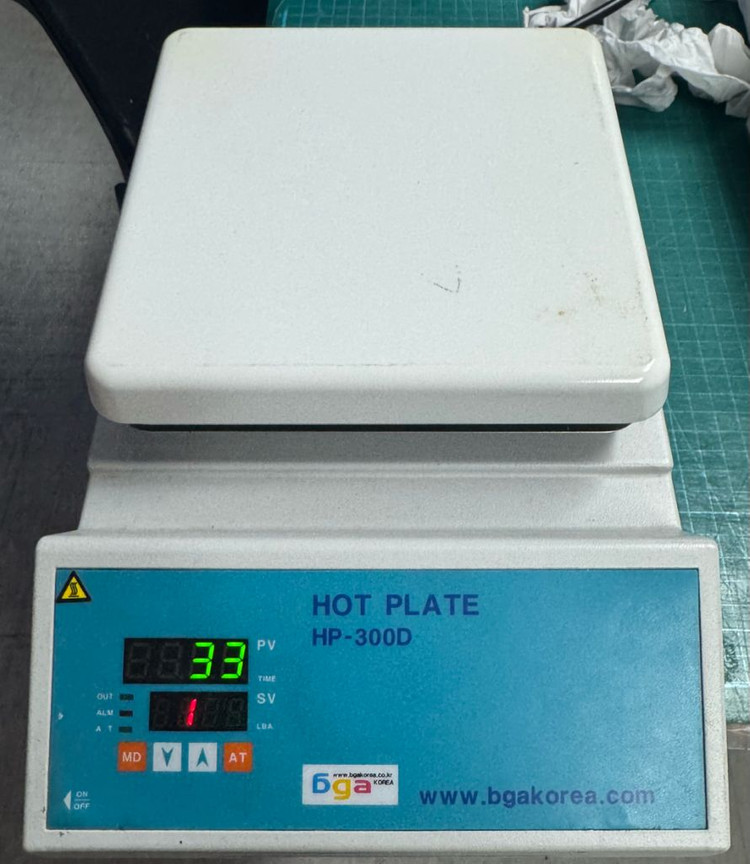 HOT PLATE
HP-300D
33
PV
TIME
1
SV
LBA
OUT
ALM
A T
MD
AT
ON
OFF
www.bgakorea.co.kr
bga KOREA
www.bgakorea.com